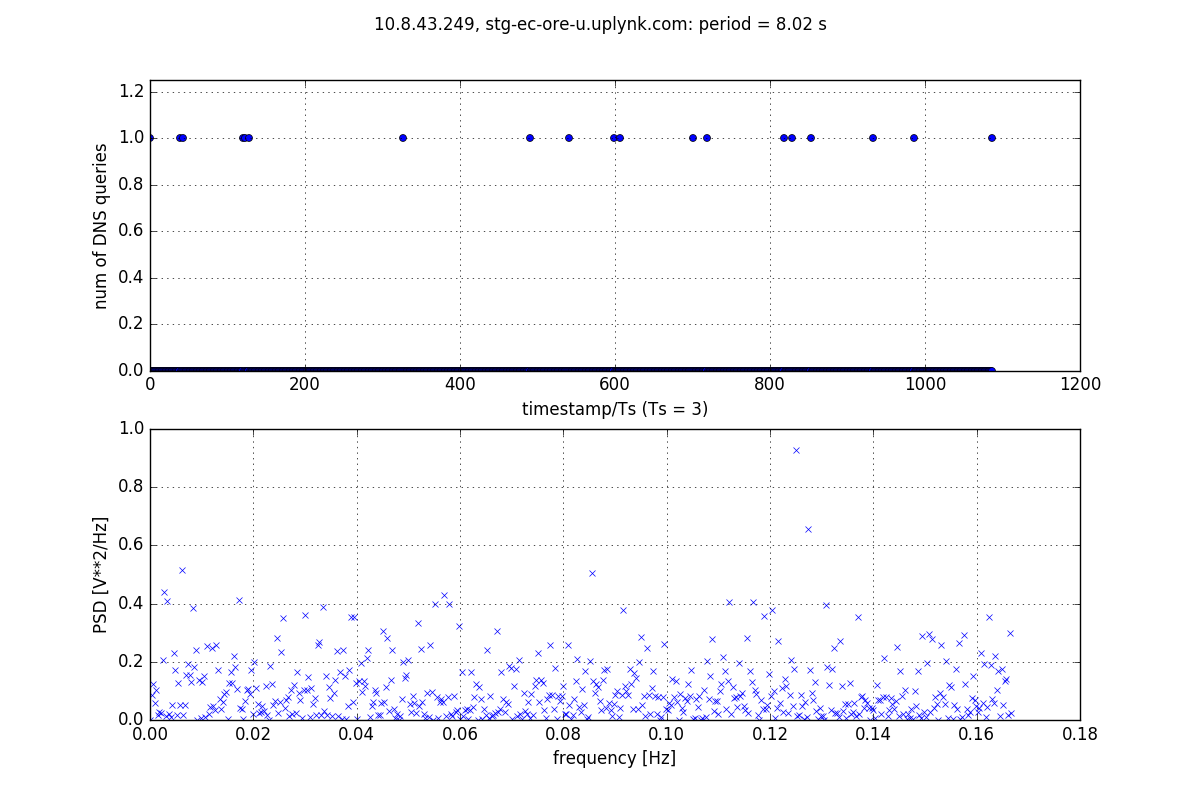 10.8.43.249, stg-ec-ore-u.uplynk.com: period = 8.02 s
1.2
1.0
0.8
0.6
0.4
0.2
0.0
num of DNS queries
0 200 400 600 800 1000 1200
timestamp/Ts (Ts = 3)
1.0
0.8
0.6
0.4
0.2
0.0
PSD [V**2/Hz]
0.00 0.02 0.04 0.06 0.08 0.10 0.12 0.14 0.16 0.18
frequency [Hz]